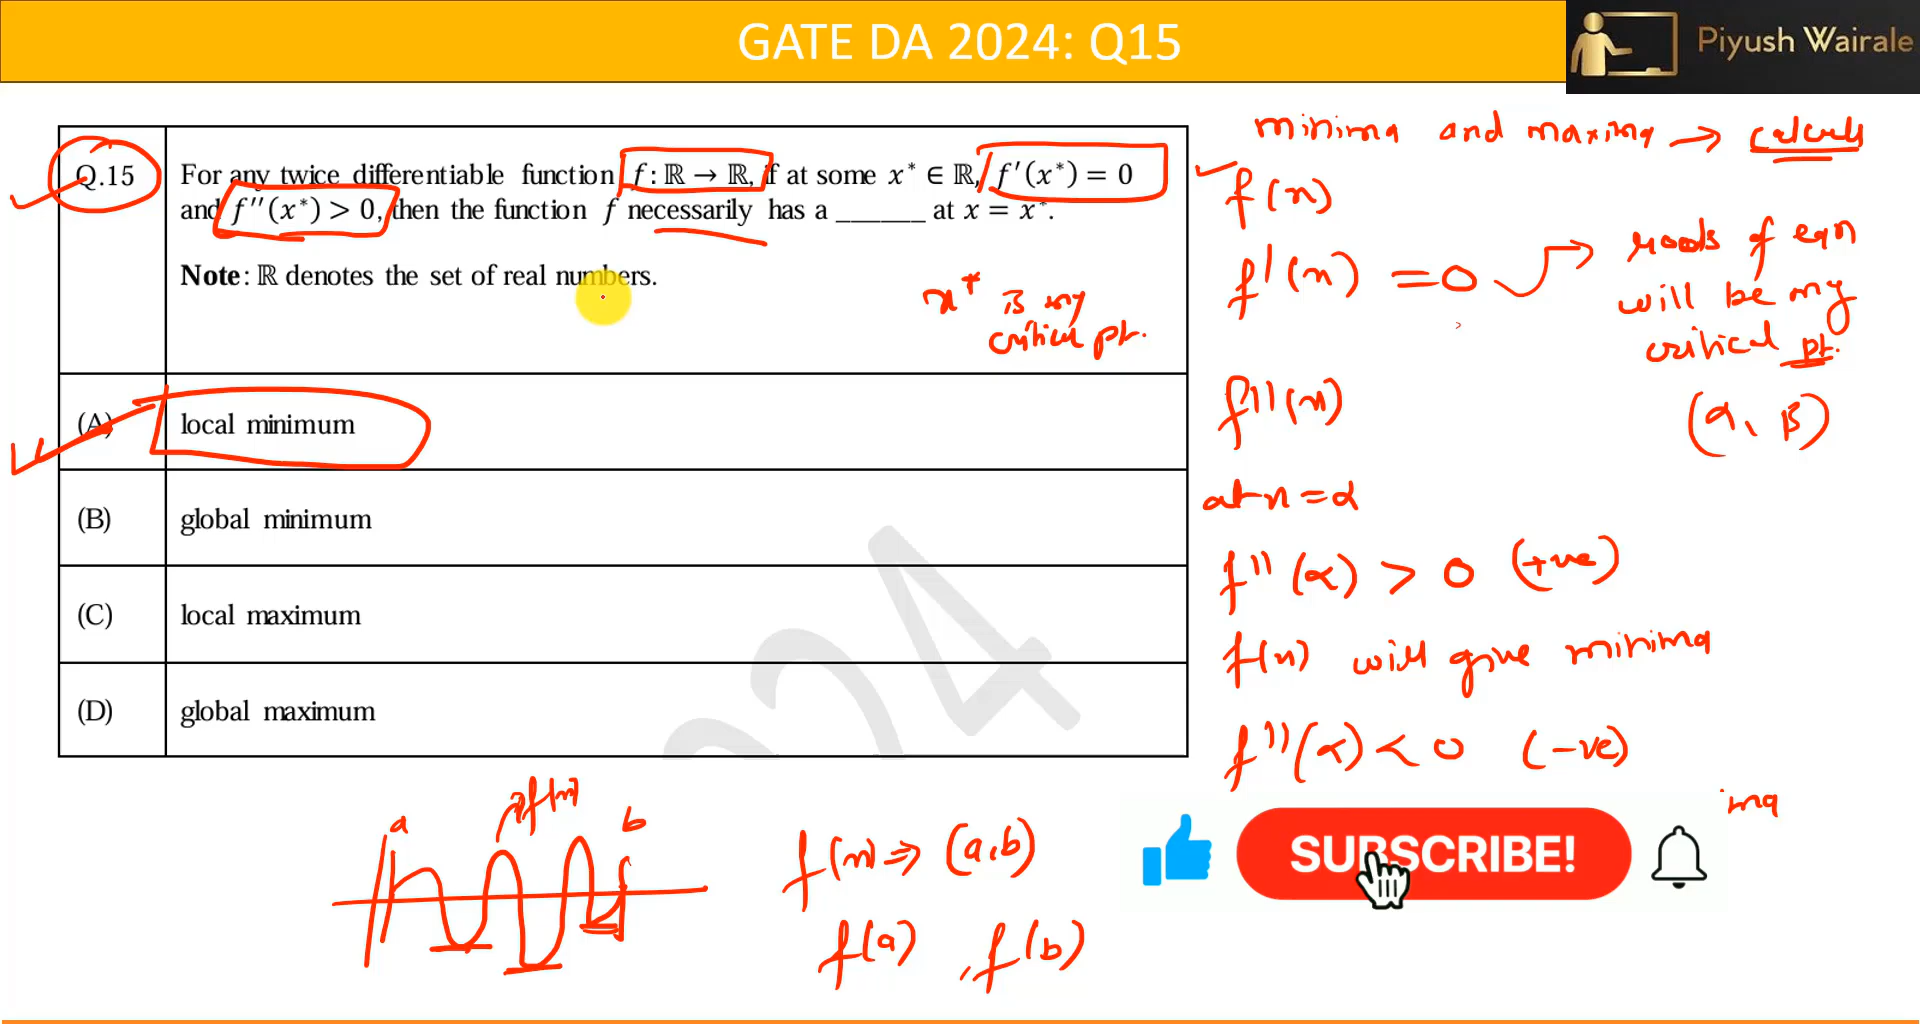 GATE DA 2024: Q15
Piyush Wairale
Q.15
For any twice differentiable function f: ℝ → ℝ, if at some x* ∈ ℝ, f′(x*) = 0
and f″(x*) > 0, then the function f necessarily has a ______ at x = x*.
Note: ℝ denotes the set of real numbers.
x* is my
critical pt.
(A) local minimum
(B) global minimum
(C) local maximum
(D) global maximum
minima and maxima → calculus
f(x)
f'(x) = 0
roots of eqn
will be my
critical pt.
f''(x)
(α, β)
at x = α
f''(α) > 0 (+ve)
f(x) will give minima
f''(α) < 0 (-ve)
ima
a
f(x)
b
f(x) ⇒ (a,b)
f(a), f(b)
SUBSCRIBE!
24